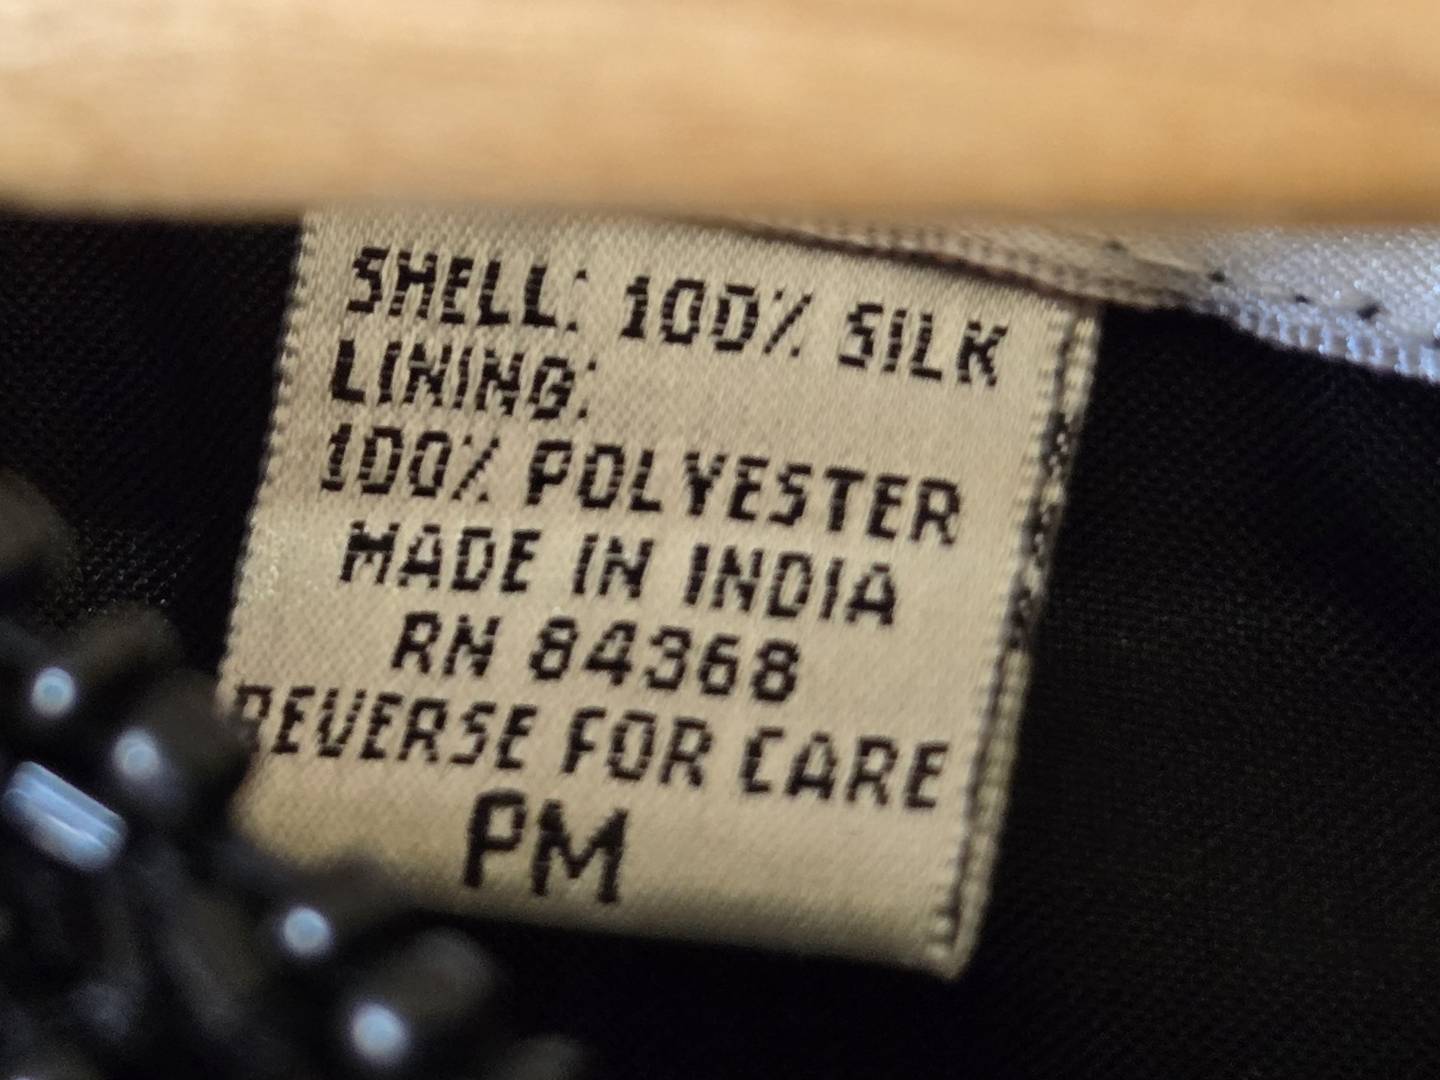 SHELL: 100% SILK
LINING:
100% POLYESTER
MADE IN INDIA
RN 84368
REVERSE FOR CARE
PM